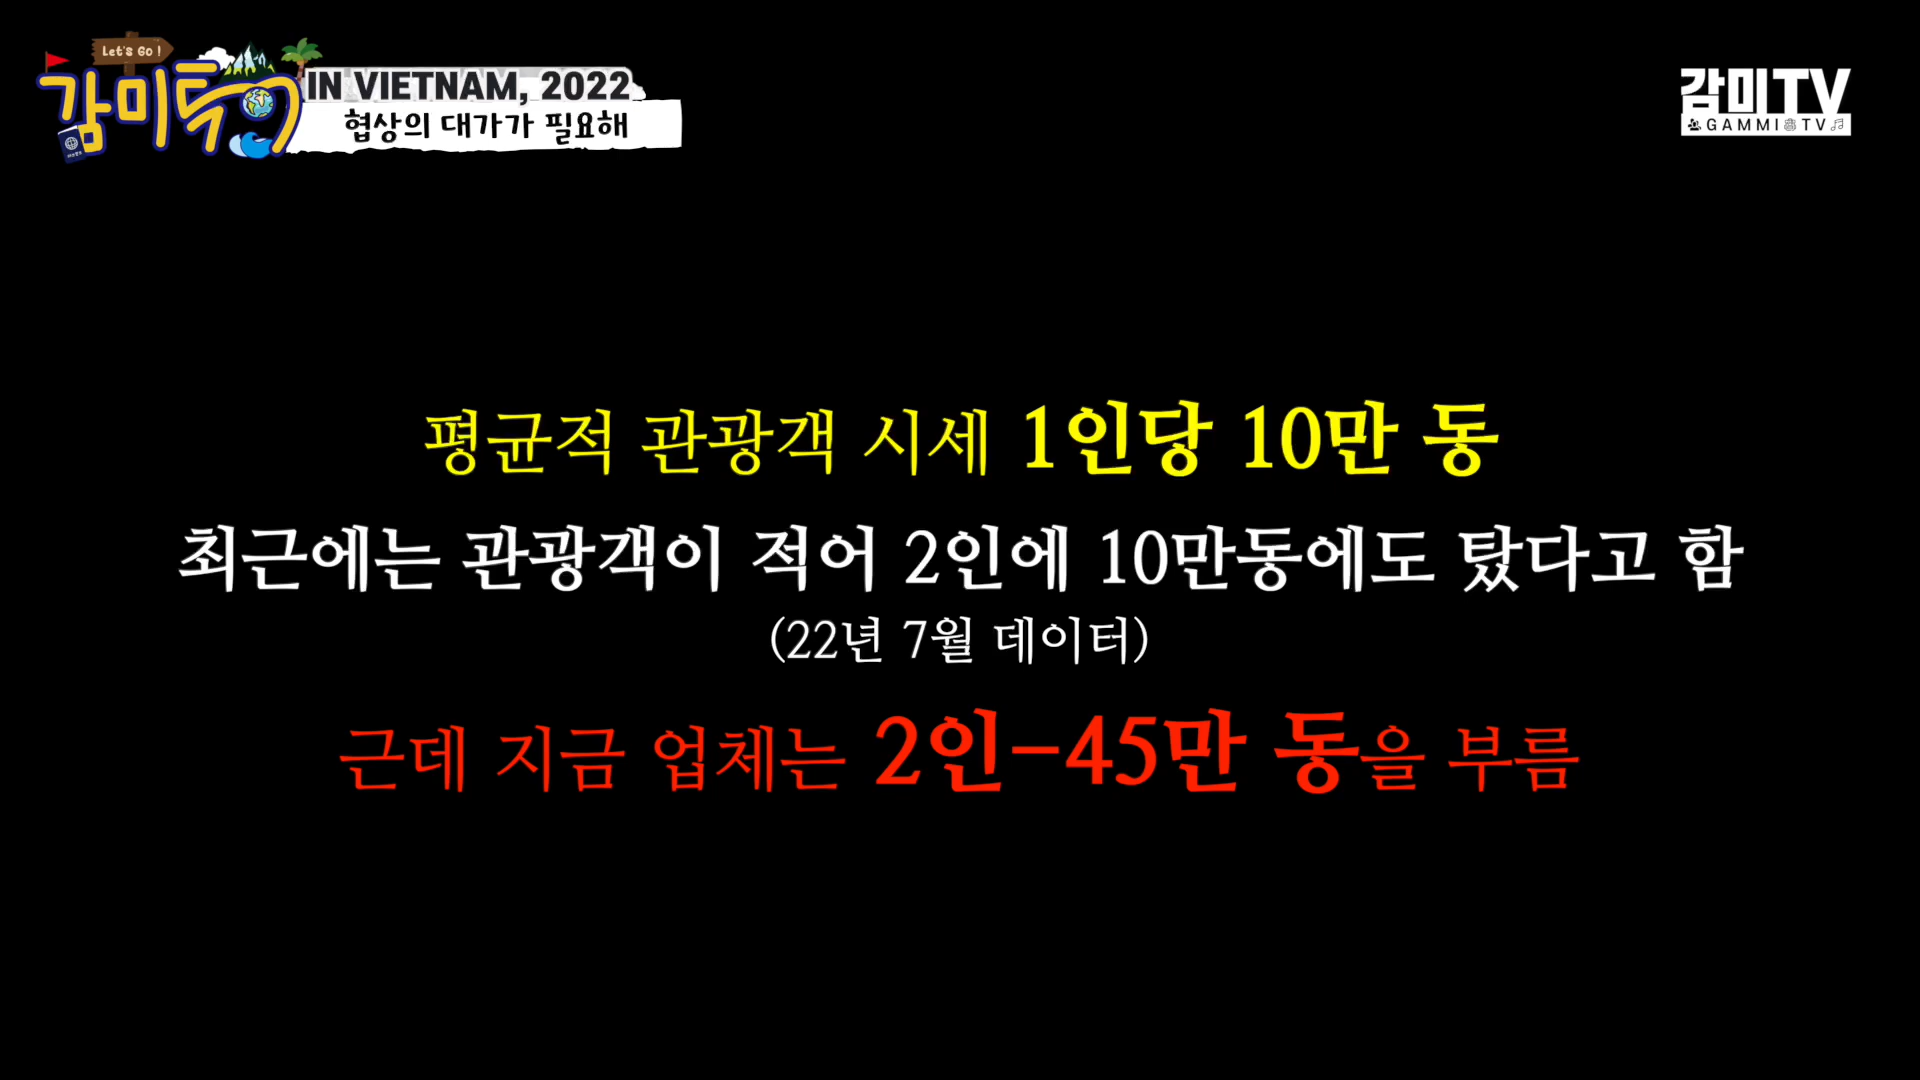 Let's Go!
감미투어
IN VIETNAM, 2022
협상의 대가가 필요해
감미TV
GAMMI TV
평균적 관광객 시세 1인당 10만 동
최근에는 관광객이 적어 2인에 10만동에도 탔다고 함
(22년 7월 데이터)
근데 지금 업체는 2인-45만 동을 부름